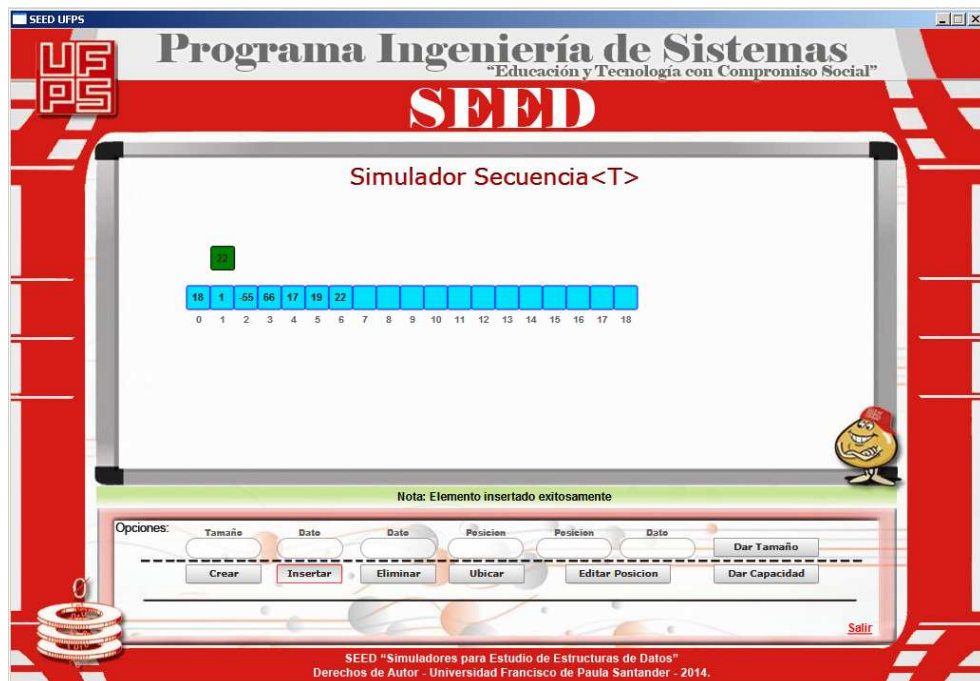 SEED UFPS
UF
PS
Programa Ingeniería de Sistemas
“Educación y Tecnología con Compromiso Social”
SEED
Simulador Secuencia<T>
22
18 1 -55 66 17 19 22
0 1 2 3 4 5 6 7 8 9 10 11 12 13 14 15 16 17 18
Nota: Elemento insertado exitosamente
Opciones:
Tamaño Dato Dato Posicion Posicion Dato
Dar Tamaño
Crear Insertar Eliminar Ubicar Editar Posicion Dar Capacidad
Salir
SEED “Simuladores para Estudio de Estructuras de Datos”
Derechos de Autor - Universidad Francisco de Paula Santander - 2014.